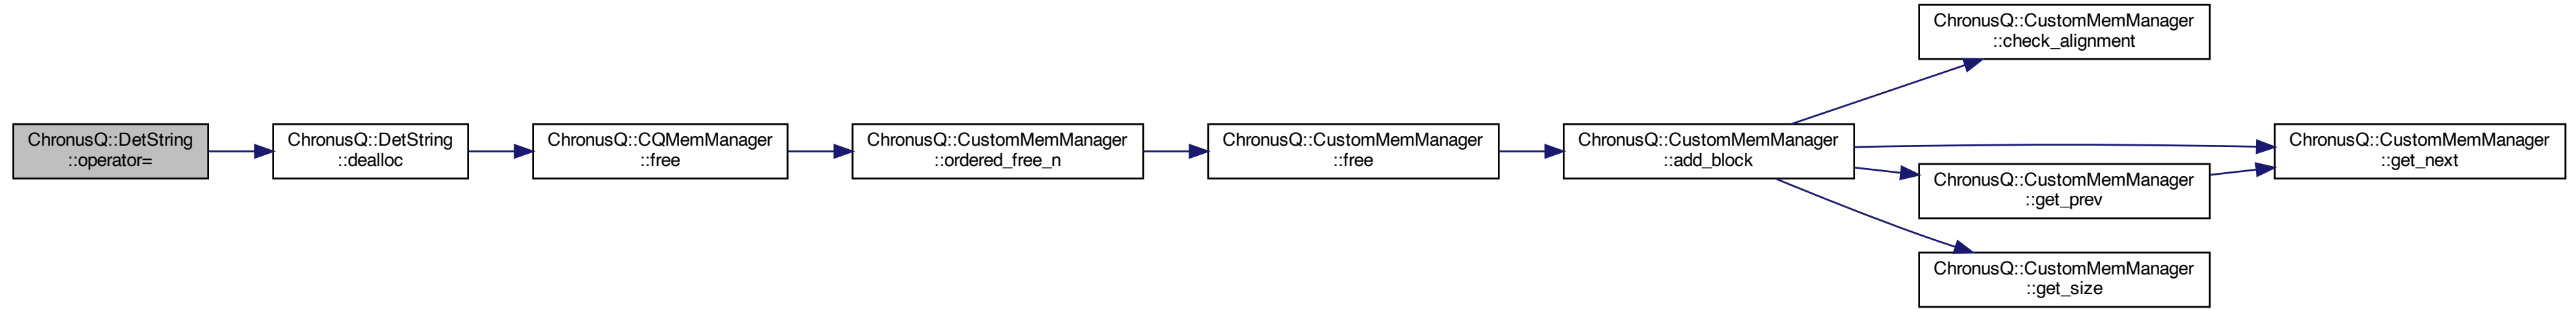 ChronusQ::DetString
::operator=
ChronusQ::DetString
::dealloc
ChronusQ::CQMemManager
::free
ChronusQ::CustomMemManager
::ordered_free_n
ChronusQ::CustomMemManager
::free
ChronusQ::CustomMemManager
::add_block
ChronusQ::CustomMemManager
::check_alignment
ChronusQ::CustomMemManager
::get_next
ChronusQ::CustomMemManager
::get_prev
ChronusQ::CustomMemManager
::get_size